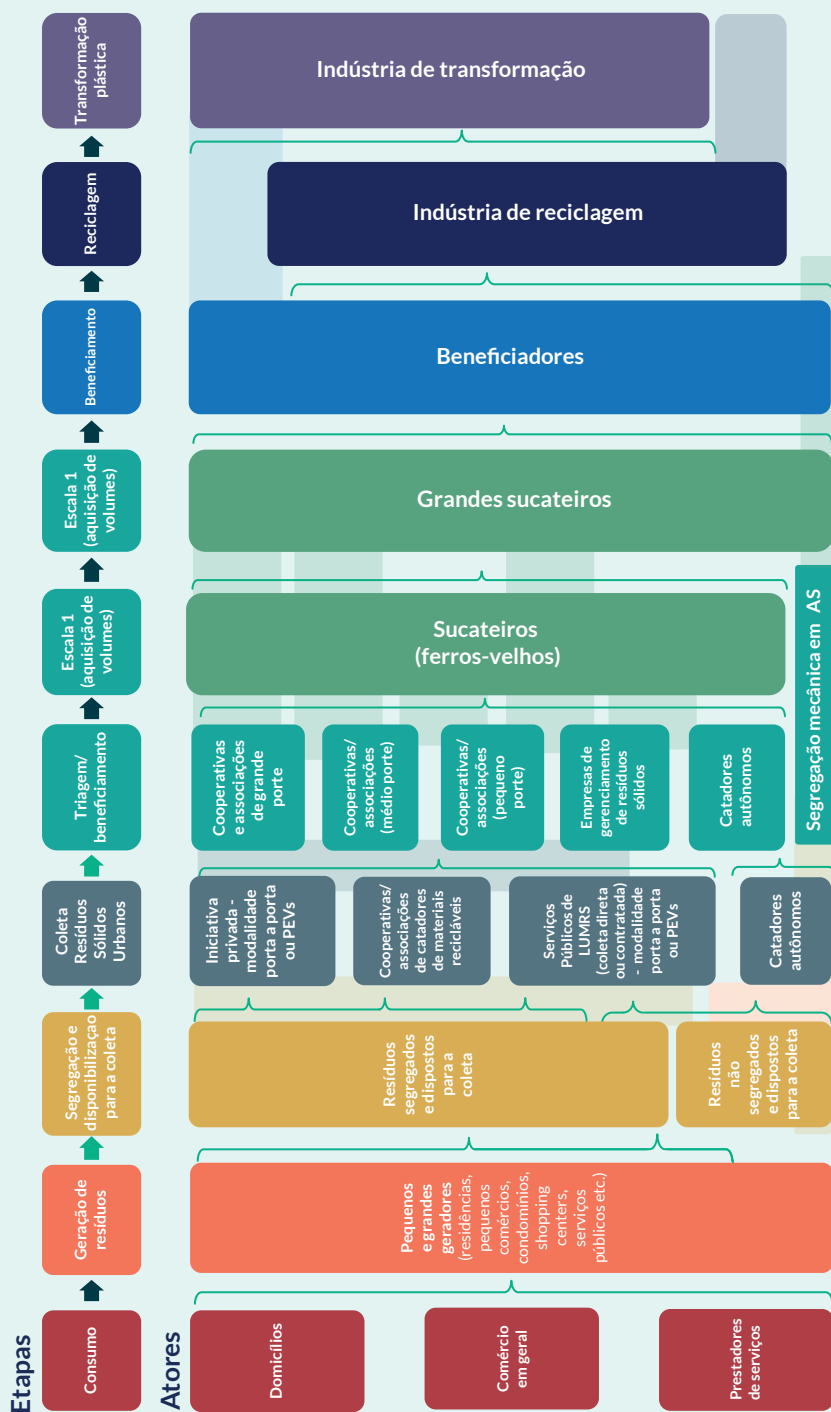 Etapas
Consumo
Geração de
resíduos
Segregação e
disponibilização
para a coleta
Coleta
Resíduos
Sólidos
Urbanos
Triagem/
beneficiamento
Escala 1
(aquisição de
volumes)
Escala 1
(aquisição de
volumes)
Beneficiamento
Reciclagem
Transformação
plástica
Atores
Domicílios
Comércio
em geral
Prestadores
de serviços
Pequenos
e grandes
geradores
(residências,
pequenos
comércios,
condomínios,
shopping
centers,
serviços
públicos etc.)
Resíduos
segregados
e dispostos
para a
coleta
Resíduos
não
segregados
e dispostos
para a coleta
Iniciativa
privada -
modalidade
porta a porta
ou PEVs
Cooperativas/
associações
de catadores
de materiais
recicláveis
Serviços
Públicos de
LUMRS
(coleta direta
ou contratada)
- modalidade
porta a porta
ou PEVs
Catadores
autônomos
Cooperativas
e associações
de grande
porte
Cooperativas/
associações
(médio porte)
Cooperativas/
associações
(pequeno
porte)
Empresas de
gerenciamento
de resíduos
sólidos
Catadores
autônomos
Segregação mecânica em AS
Sucateiros
(ferros-velhos)
Grandes sucateiros
Beneficiadores
Indústria de reciclagem
Indústria de transformação